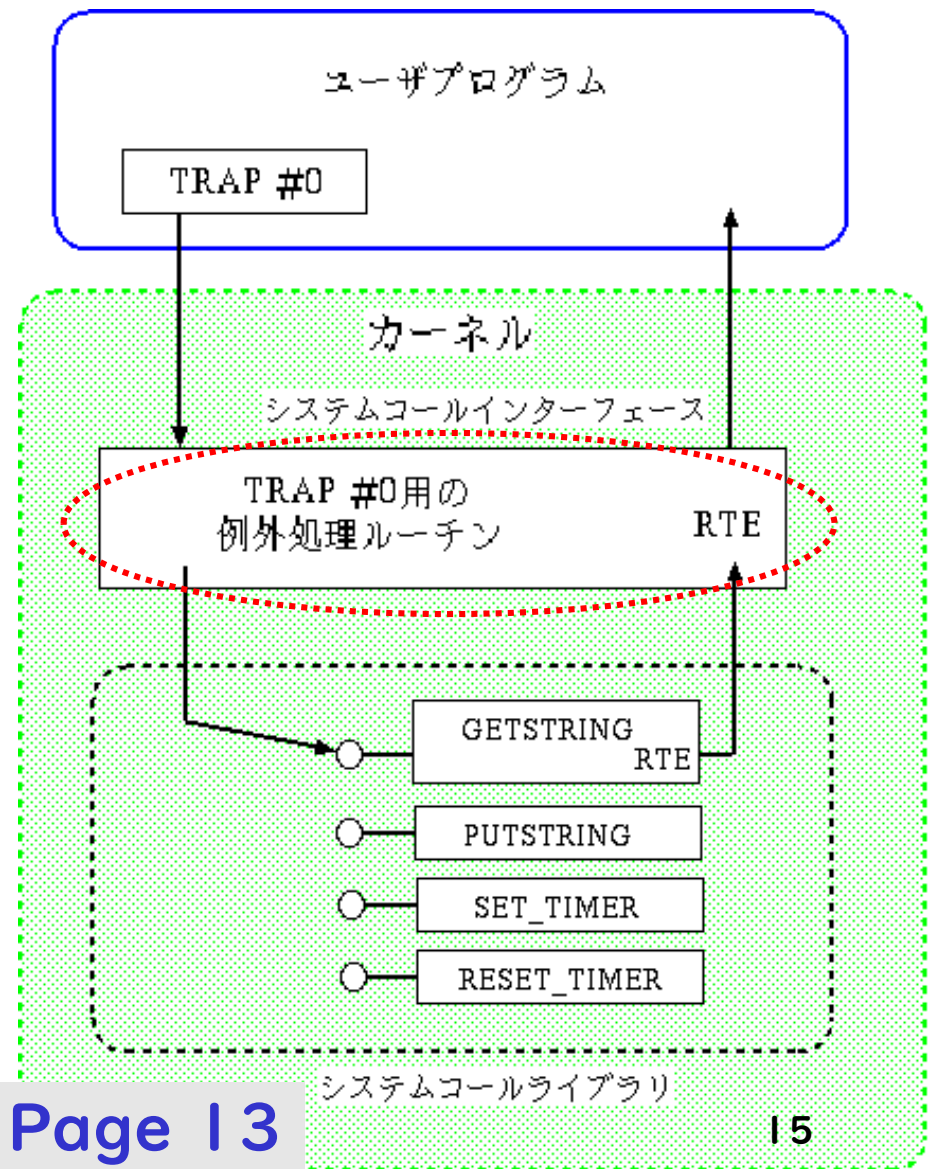 ユーザプログラム
TRAP #0
カーネル
システムコールインターフェース
TRAP #0用の
例外処理ルーチン
RTE
GETSTRING
RTE
PUTSTRING
SET_TIMER
RESET_TIMER
システムコールライブラリ
Page 13
15